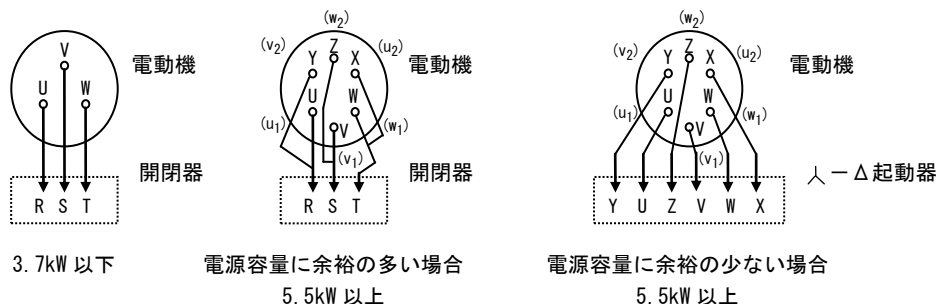 V
U W
電動機
開閉器
R S T
3.7kW 以下
(w2)
(v2) Z (u2)
Y X
U W
(u1) V (w1)
(v1)
電動機
開閉器
R S T
電源容量に余裕の多い場合
5.5kW 以上
(w2)
(v2) Z (u2)
Y X
U W
(u1) V (w1)
(v1)
電動機
人－Δ起動器
Y U Z V W X
電源容量に余裕の少ない場合
5.5kW 以上